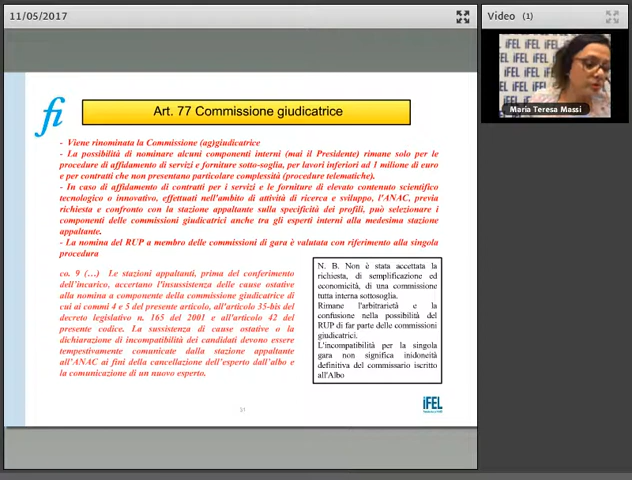 11/05/2017
Video (1)
iFEL
Maria Teresa Massi
fi
Art. 77 Commissione giudicatrice
- Viene rinominata la Commissione (ag)giudicatrice
- La possibilità di nominare alcuni componenti interni (mai il Presidente) rimane solo per le
procedure di affidamento di servizi e forniture sotto-soglia, per lavori inferiori ad 1 milione di euro
e per contratti che non presentano particolare complessità (procedure telematiche).
- In caso di affidamento di contratti per i servizi e le forniture di elevato contenuto scientifico
tecnologico o innovativo, effettuati nell'ambito di attività di ricerca e sviluppo, l'ANAC, previa
richiesta e confronto con la stazione appaltante sulla specificità dei profili, può selezionare i
componenti delle commissioni giudicatrici anche tra gli esperti interni alla medesima stazione
appaltante.
- La nomina del RUP a membro delle commissioni di gara è valutata con riferimento alla singola
procedura
co. 9 (…) Le stazioni appaltanti, prima del conferimento
dell'incarico, accertano l'insussistenza delle cause ostative
alla nomina a componente della commissione giudicatrice di
cui ai commi 4 e 5 del presente articolo, all'articolo 35-bis del
decreto legislativo n. 165 del 2001 e all'articolo 42 del
presente codice. La sussistenza di cause ostative o la
dichiarazione di incompatibilità dei candidati devono essere
tempestivamente comunicate dalla stazione appaltante
all'ANAC ai fini della cancellazione dell'esperto dall'albo e
la comunicazione di un nuovo esperto.
N. B. Non è stata accettata la
richiesta, di semplificazione ed
economicità, di una commissione
tutta interna sottosoglia.
Rimane l'arbitrarietà e la
confusione nella possibilità del
RUP di far parte delle commissioni
giudicatrici.
L'incompatibilità per la singola
gara non significa inidoneità
definitiva del commissario iscritto
all'Albo
31
iFEL